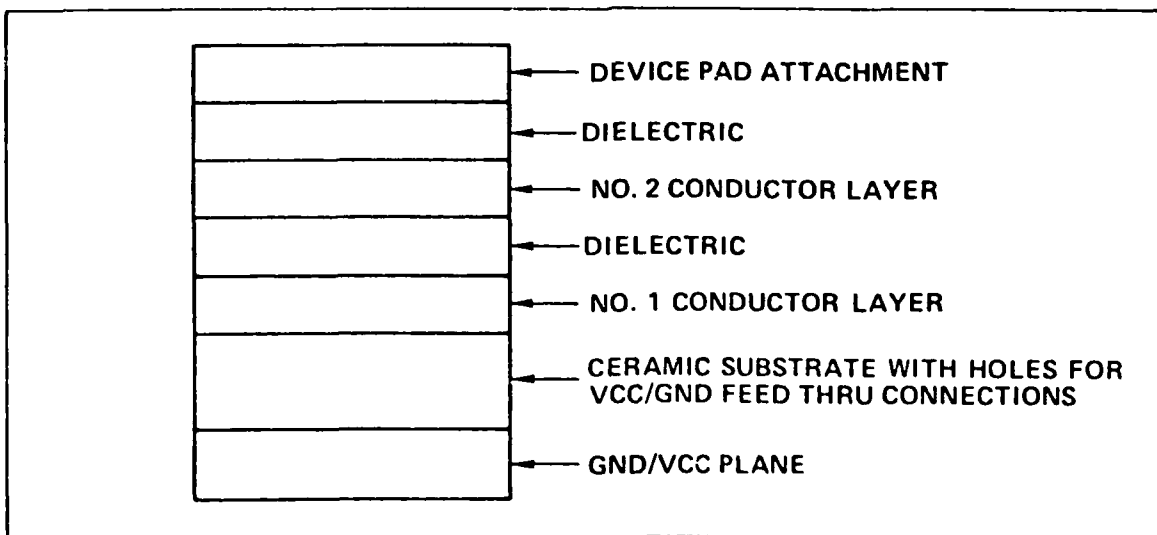 DEVICE PAD ATTACHMENT
DIELECTRIC
NO. 2 CONDUCTOR LAYER
DIELECTRIC
NO. 1 CONDUCTOR LAYER
CERAMIC SUBSTRATE WITH HOLES FOR
VCC/GND FEED THRU CONNECTIONS
GND/VCC PLANE